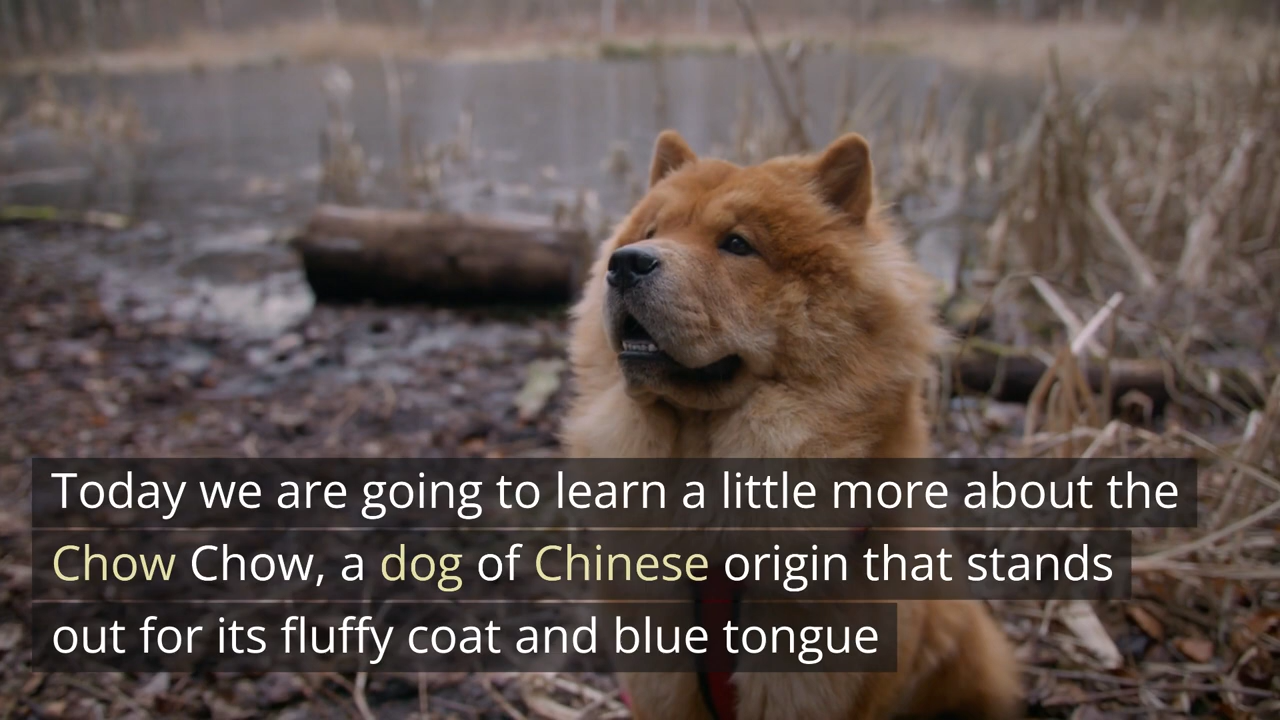 Today we are going to learn a little more about the
Chow Chow, a dog of Chinese origin that stands
out for its fluffy coat and blue tongue